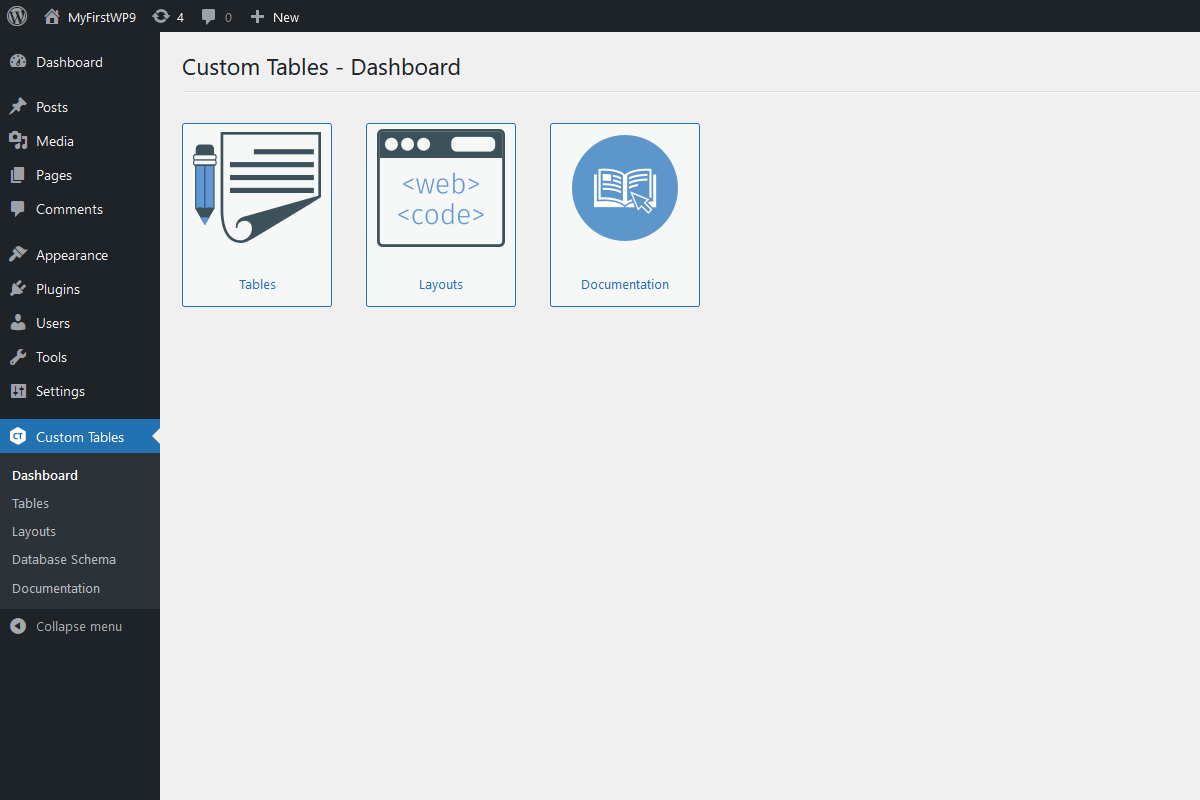 MyFirstWP9 4 0 New
Dashboard
Posts
Media
Pages
Comments
Appearance
Plugins
Users
Tools
Settings
CT Custom Tables
Dashboard
Tables
Layouts
Database Schema
Documentation
Collapse menu
Custom Tables - Dashboard
Tables
<web>
<code>
Layouts
Documentation